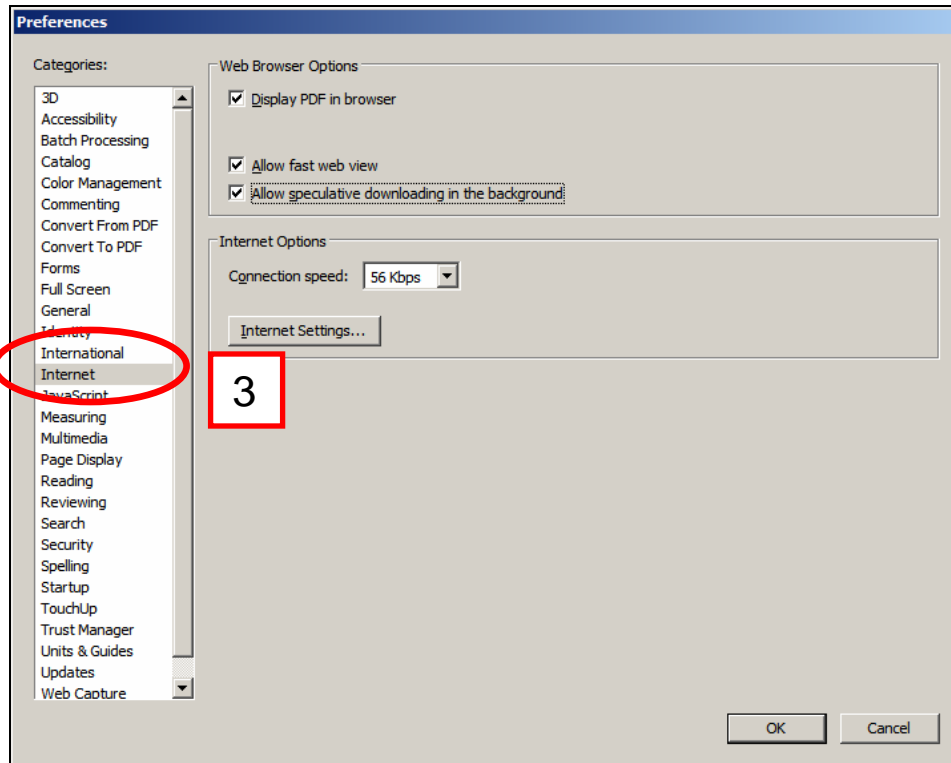 Preferences
Categories:
3D
Accessibility
Batch Processing
Catalog
Color Management
Commenting
Convert From PDF
Convert To PDF
Forms
Full Screen
General
Identity
International
Internet
JavaScript
Measuring
Multimedia
Page Display
Reading
Reviewing
Search
Security
Spelling
Startup
TouchUp
Trust Manager
Units & Guides
Updates
Web Capture
Web Browser Options
Display PDF in browser
Allow fast web view
Allow speculative downloading in the background
Internet Options
Connection speed: 56 Kbps
Internet Settings...
3
OK Cancel